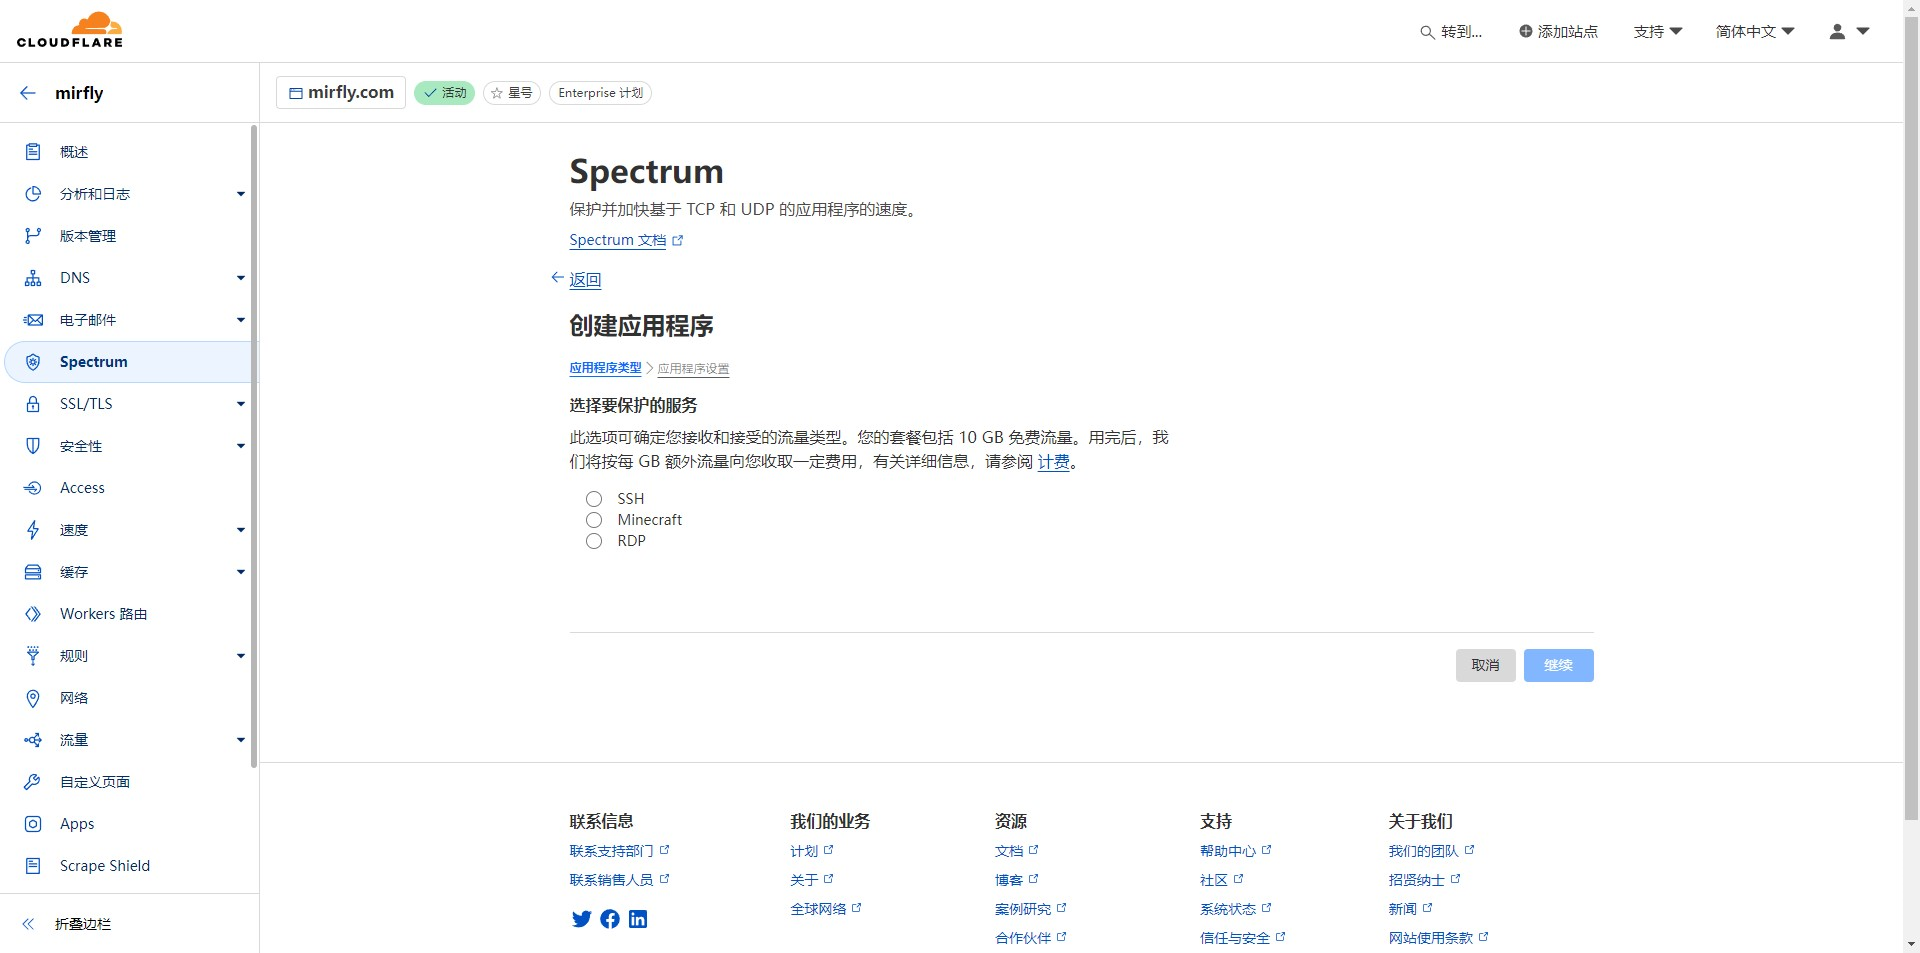 CLOUDFLARE
转到...
添加站点
支持
简体中文
mirfly
mirfly.com
活动
星号
Enterprise 计划
概述
分析和日志
版本管理
DNS
电子邮件
Spectrum
SSL/TLS
安全性
Access
速度
缓存
Workers 路由
规则
网络
流量
自定义页面
Apps
Scrape Shield
折叠边栏
Spectrum
保护并加快基于 TCP 和 UDP 的应用程序的速度。
Spectrum 文档
返回
创建应用程序
应用程序类型
应用程序设置
选择要保护的服务
此选项可确定您接收和接受的流量类型。您的套餐包括 10 GB 免费流量。用完后，我
们将按每 GB 额外流量向您收取一定费用，有关详细信息，请参阅 计费。
SSH
Minecraft
RDP
取消
继续
联系信息
联系支持部门
联系销售人员
我们的业务
计划
关于
全球网络
资源
文档
博客
案例研究
合作伙伴
支持
帮助中心
社区
系统状态
信任与安全
关于我们
我们的团队
招贤纳士
新闻
网站使用条款